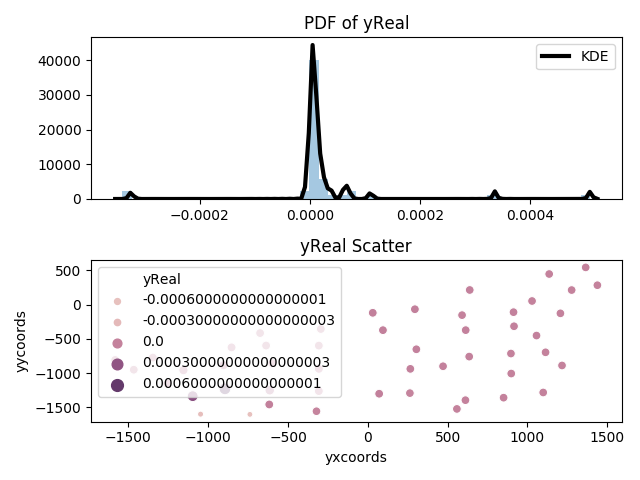 PDF of yReal
40000
30000
20000
10000
0
KDE
−0.0002 0.0000 0.0002 0.0004
yReal Scatter
yycoords
500
0
−500
−1000
−1500
yReal
-0.0006000000000000001
-0.00030000000000000003
0.0
0.00030000000000000003
0.0006000000000000001
−1500 −1000 −500 0 500 1000 1500
yxcoords